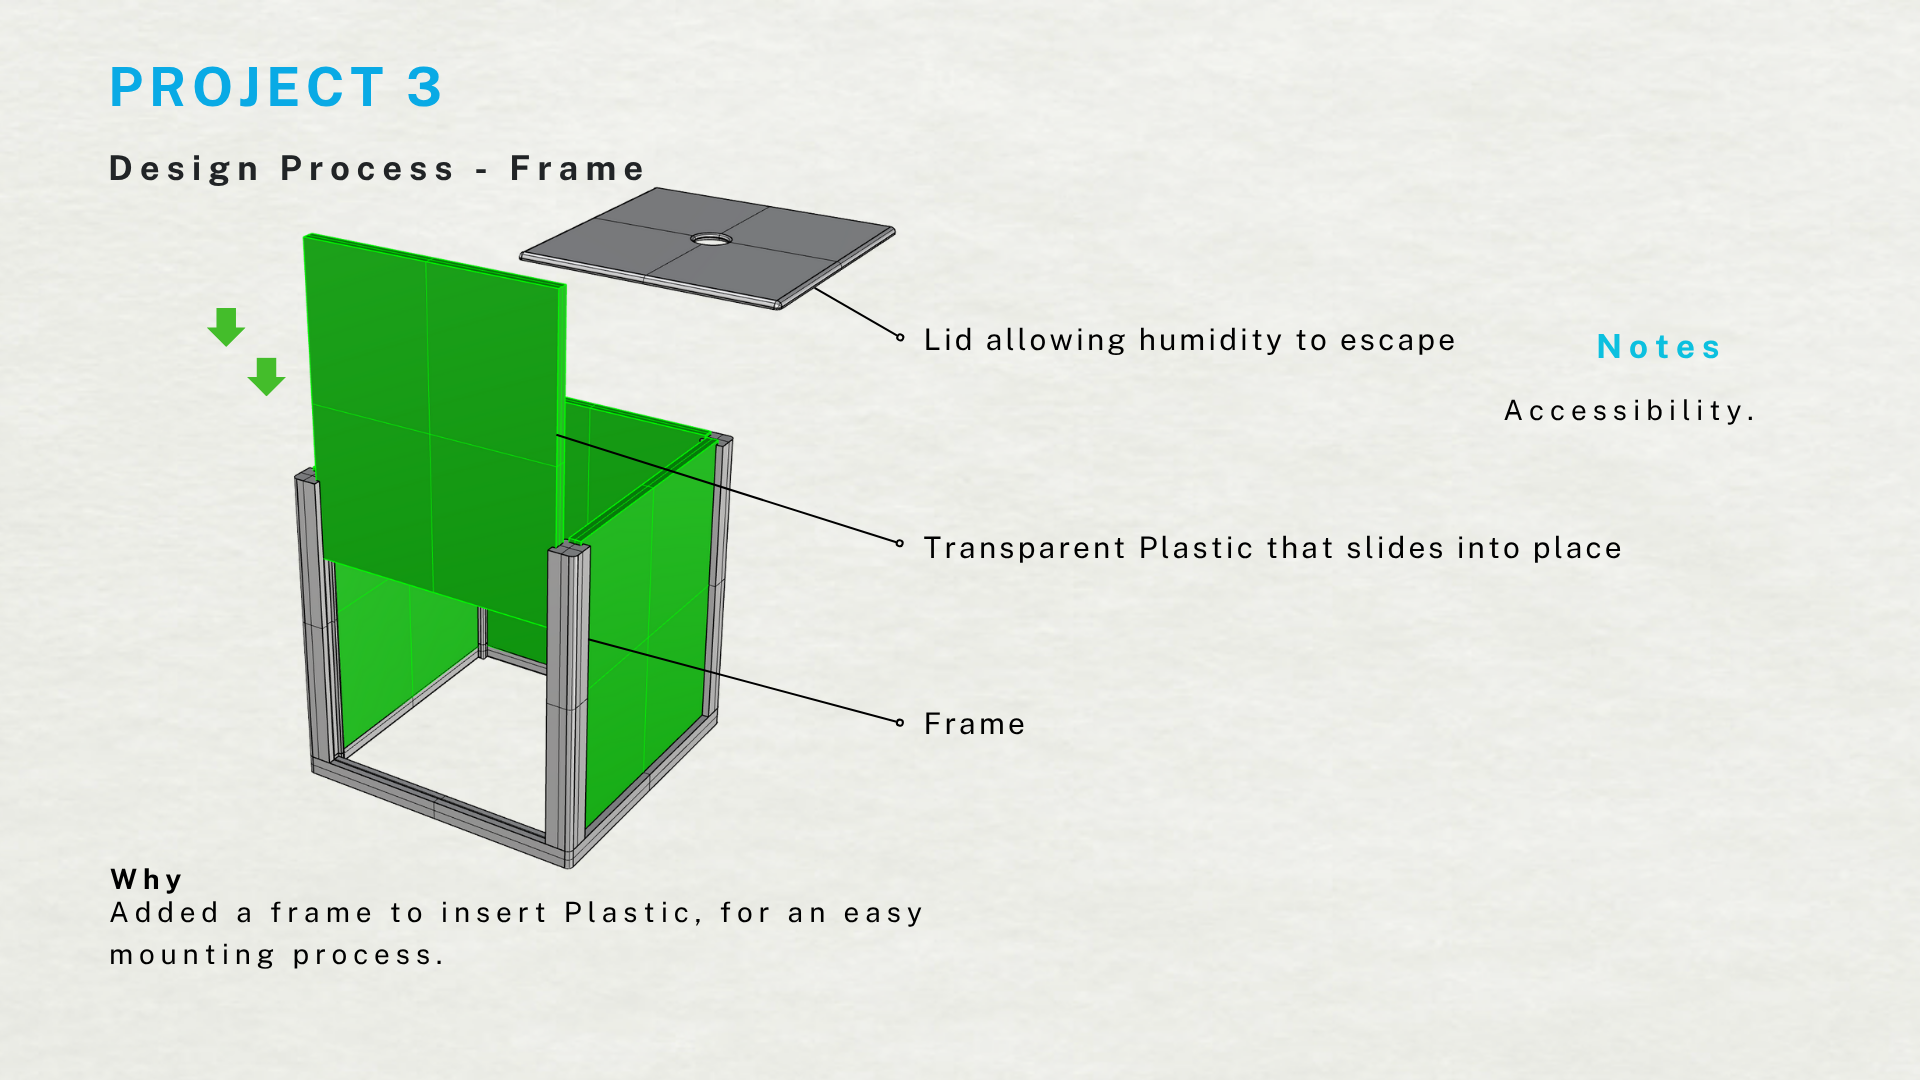 PROJECT 3
Design Process - Frame
Lid allowing humidity to escape
Notes
Accessibility.
Transparent Plastic that slides into place
Frame
Why
Added a frame to insert Plastic, for an easy
mounting process.